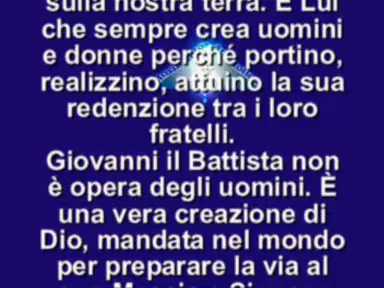 sulla nostra terra. È Lui
che sempre crea uomini
e donne perché portino,
realizzino, attuino la sua
redenzione tra i loro
fratelli.
Giovanni il Battista non
è opera degli uomini. È
una vera creazione di
Dio, mandata nel mondo
per preparare la via al